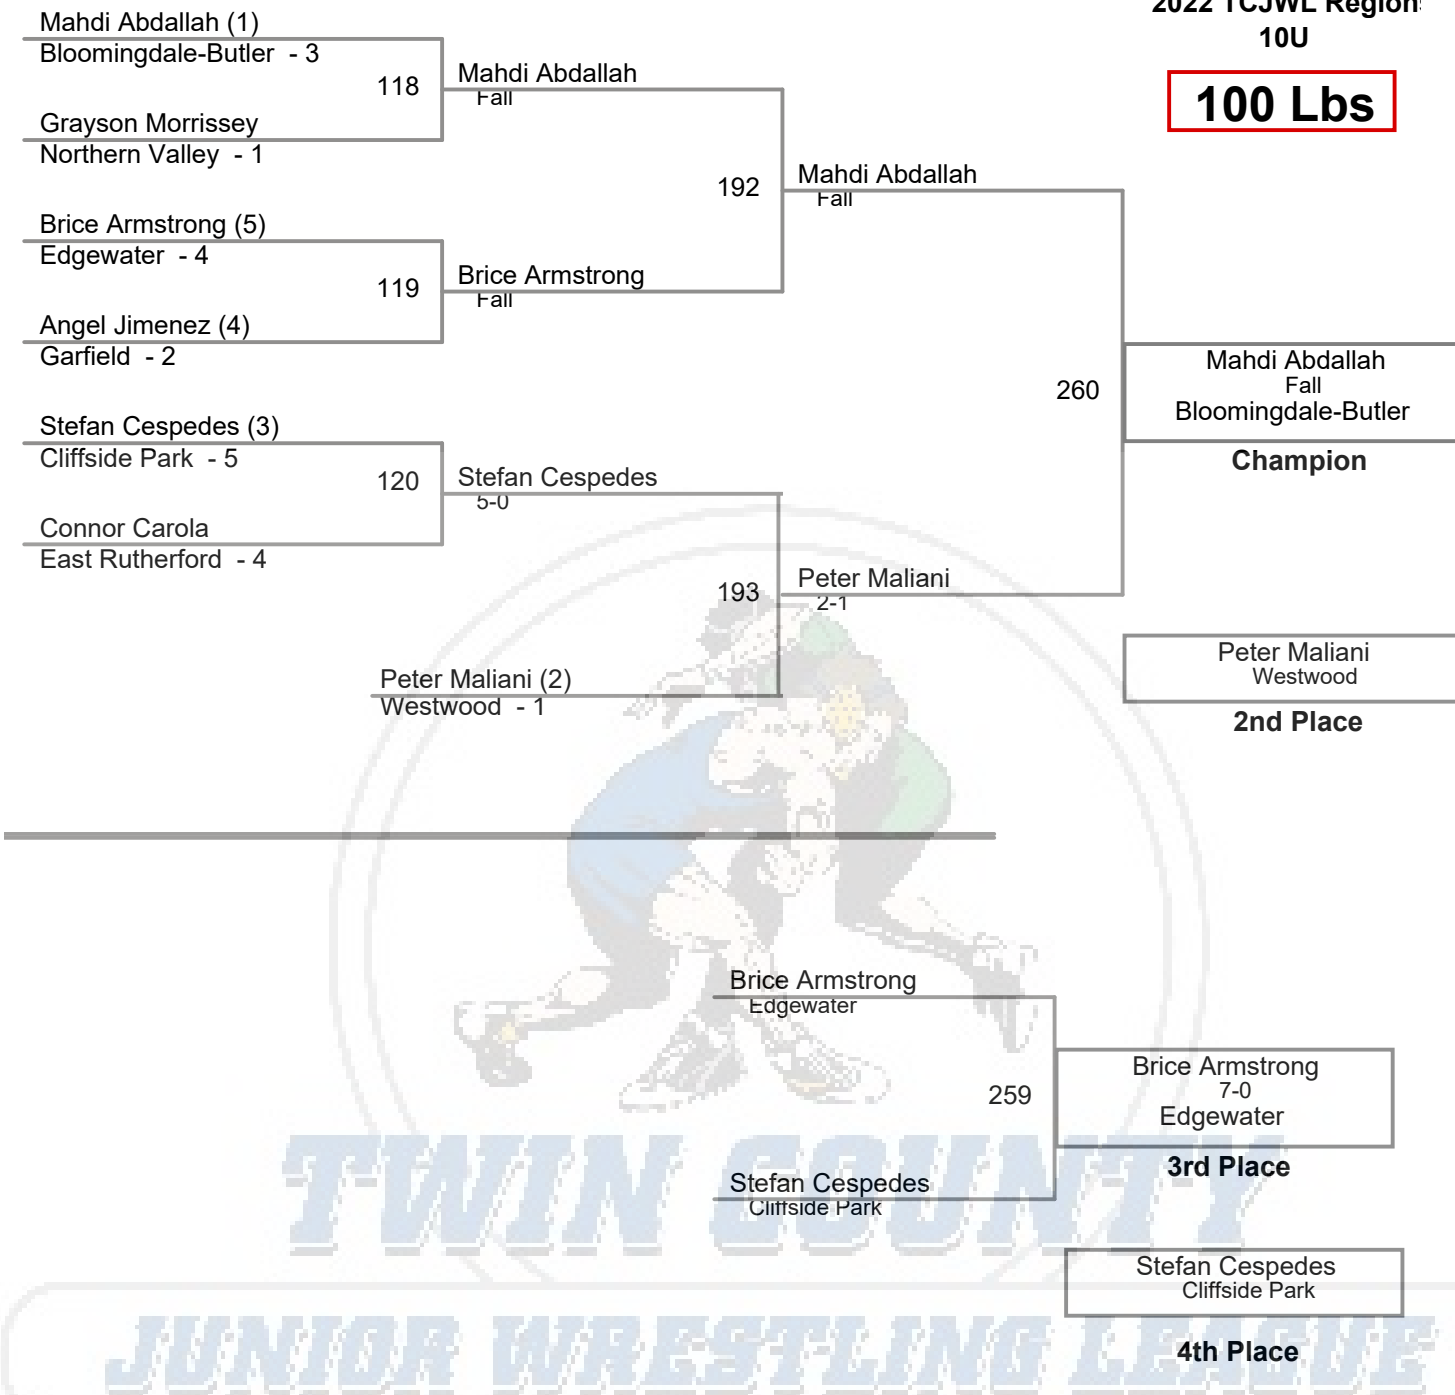 2022 TCJWL Region
10U
100 Lbs
Mahdi Abdallah (1)
Bloomingdale-Butler - 3
118
Grayson Morrissey
Northern Valley - 1
Mahdi Abdallah
Fall
Brice Armstrong (5)
Edgewater - 4
119
Angel Jimenez (4)
Garfield - 2
Brice Armstrong
Fall
192
Mahdi Abdallah
Fall
Stefan Cespedes (3)
Cliffside Park - 5
120
Connor Carola
East Rutherford - 4
Stefan Cespedes
5-0
193
Peter Maliani (2)
Westwood - 1
Peter Maliani
2-1
260
Mahdi Abdallah
Fall
Bloomingdale-Butler
Champion
Peter Maliani
Westwood
2nd Place
Brice Armstrong
Edgewater
259
Stefan Cespedes
Cliffside Park
Brice Armstrong
7-0
Edgewater
3rd Place
Stefan Cespedes
Cliffside Park
4th Place
TWIN COUNTY
JUNIOR WRESTLING LEAGUE